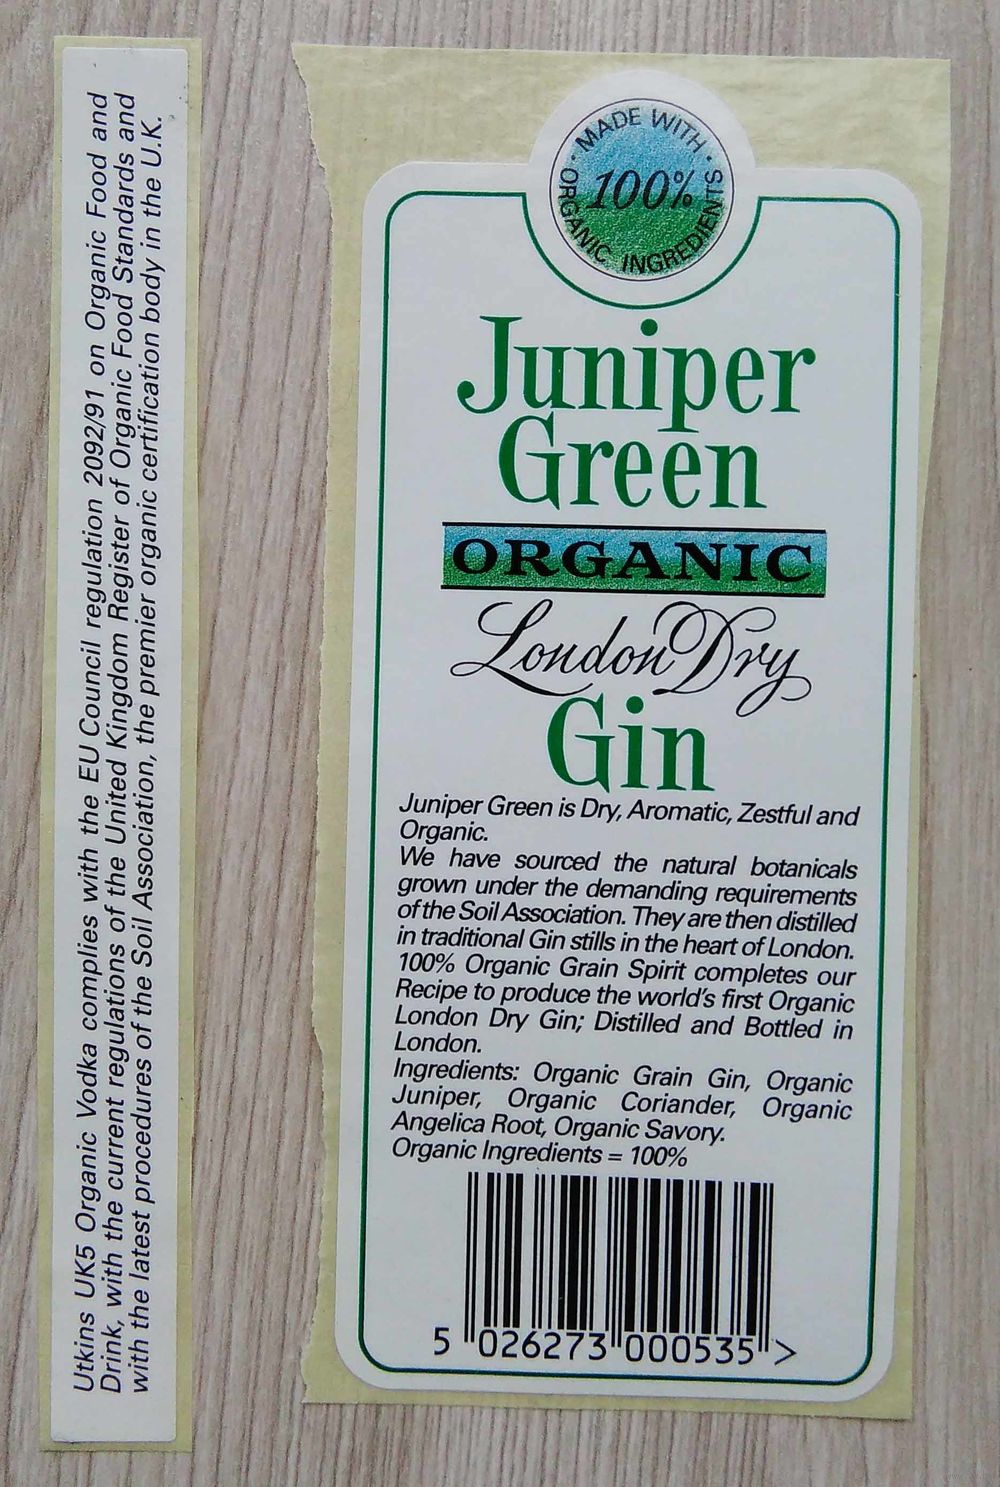 Utkins UK5 Organic Vodka complies with the EU Council regulation 2092/91 on Organic Food and
Drink, with the current regulations of the United Kingdom Register of Organic Food Standards and
with the latest procedures of the Soil Association, the premier organic certification body in the U.K.
· MADE WITH ·
100%
ORGANIC INGREDIENTS
Juniper
Green
ORGANIC
London Dry
Gin
Juniper Green is Dry, Aromatic, Zestful and
Organic.
We have sourced the natural botanicals
grown under the demanding requirements
of the Soil Association. They are then distilled
in traditional Gin stills in the heart of London.
100% Organic Grain Spirit completes our
Recipe to produce the world's first Organic
London Dry Gin; Distilled and Bottled in
London.
Ingredients: Organic Grain Gin, Organic
Juniper, Organic Coriander, Organic
Angelica Root, Organic Savory.
Organic Ingredients = 100%
5 026273 000535 >